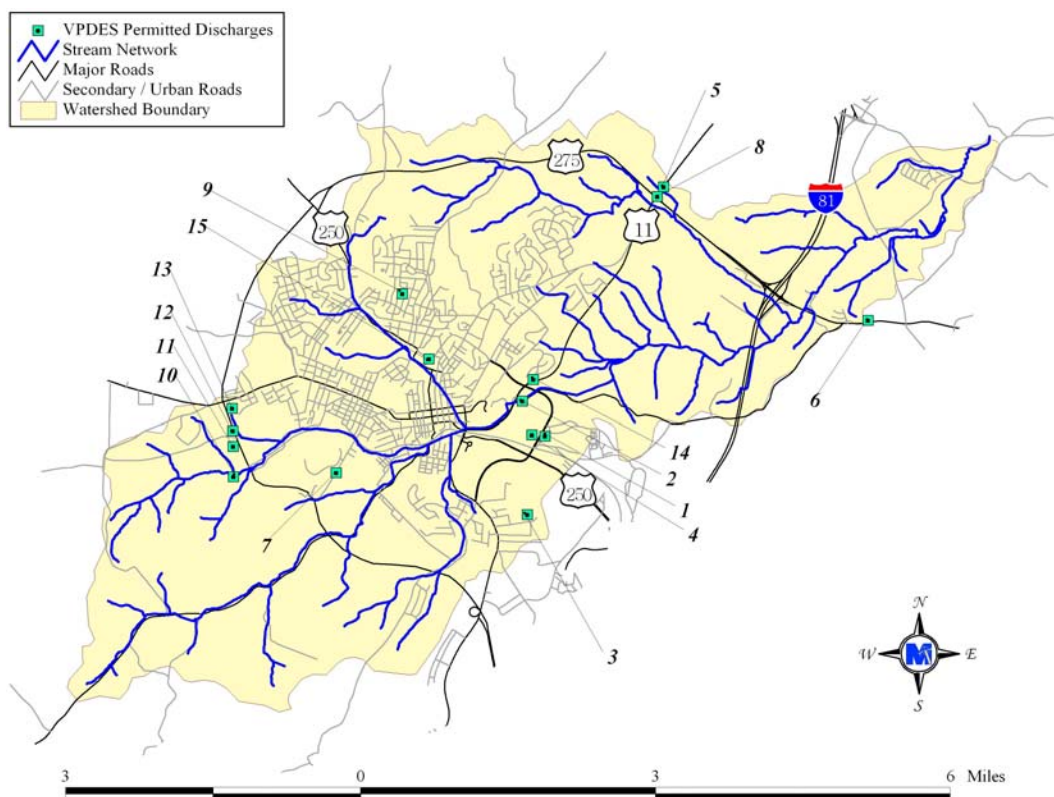 VPDES Permitted Discharges
Stream Network
Major Roads
Secondary / Urban Roads
Watershed Boundary
5
8
275
9
81
250
11
15
13
12
11
10
6
14
2
250
1
4
7
3
N
W
M
E
S
3
0
3
6
Miles